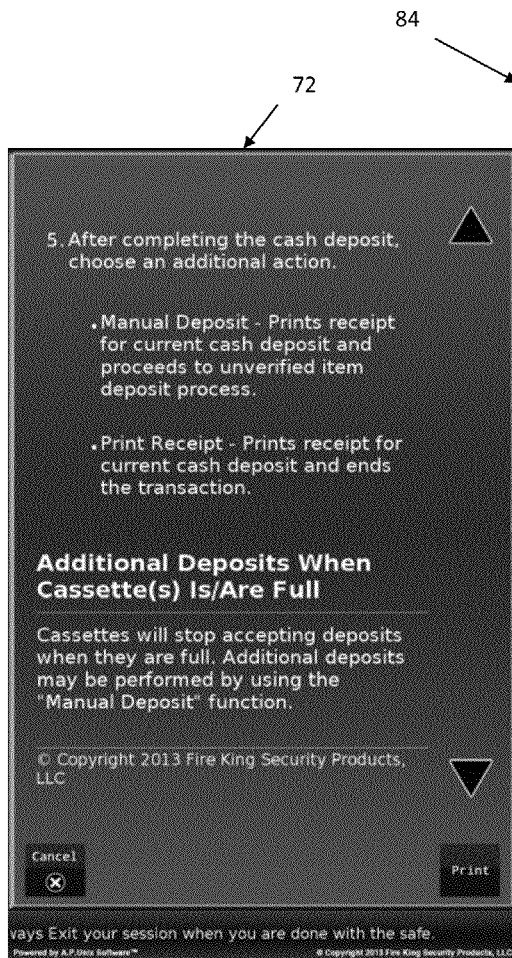 84
72
5. After completing the cash deposit,
choose an additional action.
. Manual Deposit - Prints receipt
for current cash deposit and
proceeds to unverified item
deposit process.
. Print Receipt - Prints receipt for
current cash deposit and ends
the transaction.
Additional Deposits When
Cassette(s) Is/Are Full
Cassettes will stop accepting deposits
when they are full. Additional deposits
may be performed by using the
"Manual Deposit" function.
© Copyright 2013 Fire King Security Products,
LLC
Cancel
Print
ways Exit your session when you are done with the safe.
Powered by A.P.Unix Software™ © Copyright 2013 Fire King Security Products, LLC